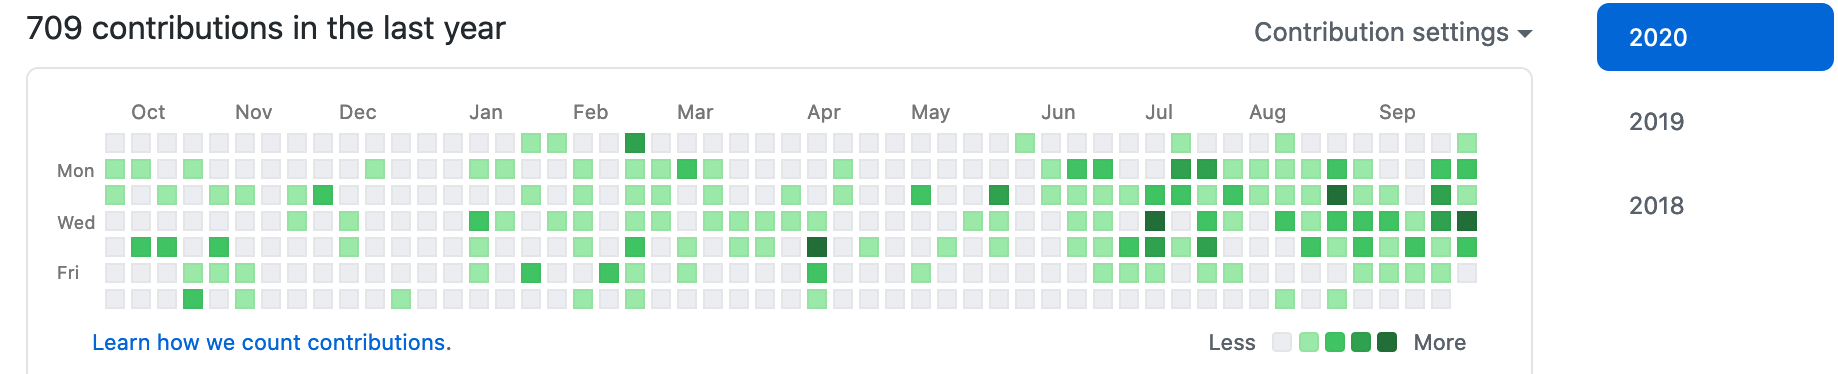 709 contributions in the last year
Contribution settings
2020
2019
2018
Oct Nov Dec Jan Feb Mar Apr May Jun Jul Aug Sep
Mon
Wed
Fri
Learn how we count contributions.
Less More